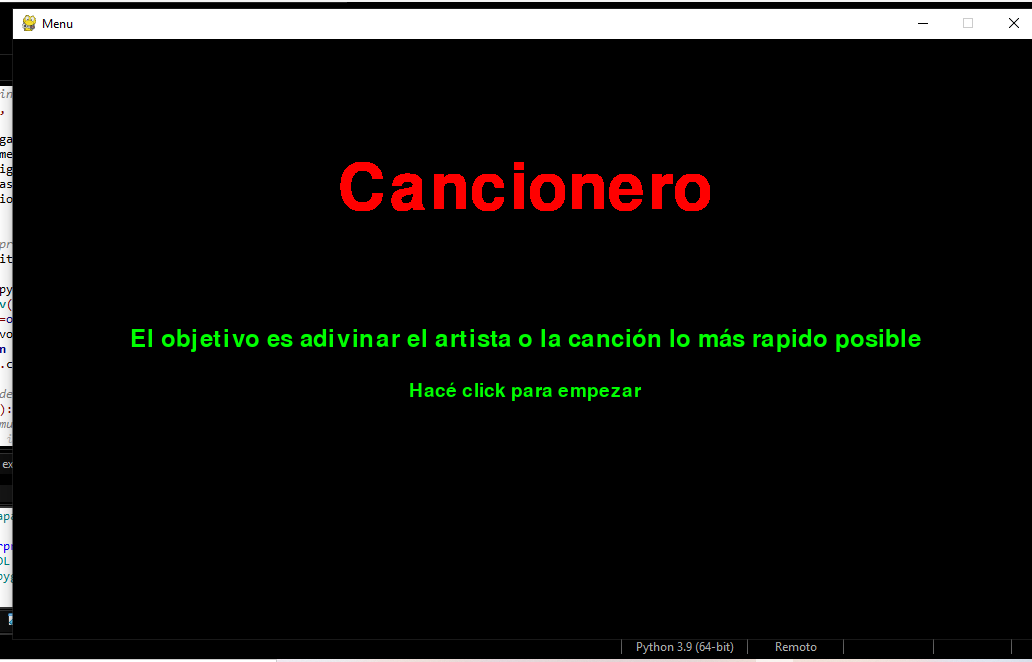 Menu
Cancionero
El objetivo es adivinar el artista o la canción lo más rapido posible
Hacé click para empezar
Python 3.9 (64-bit)
Remoto